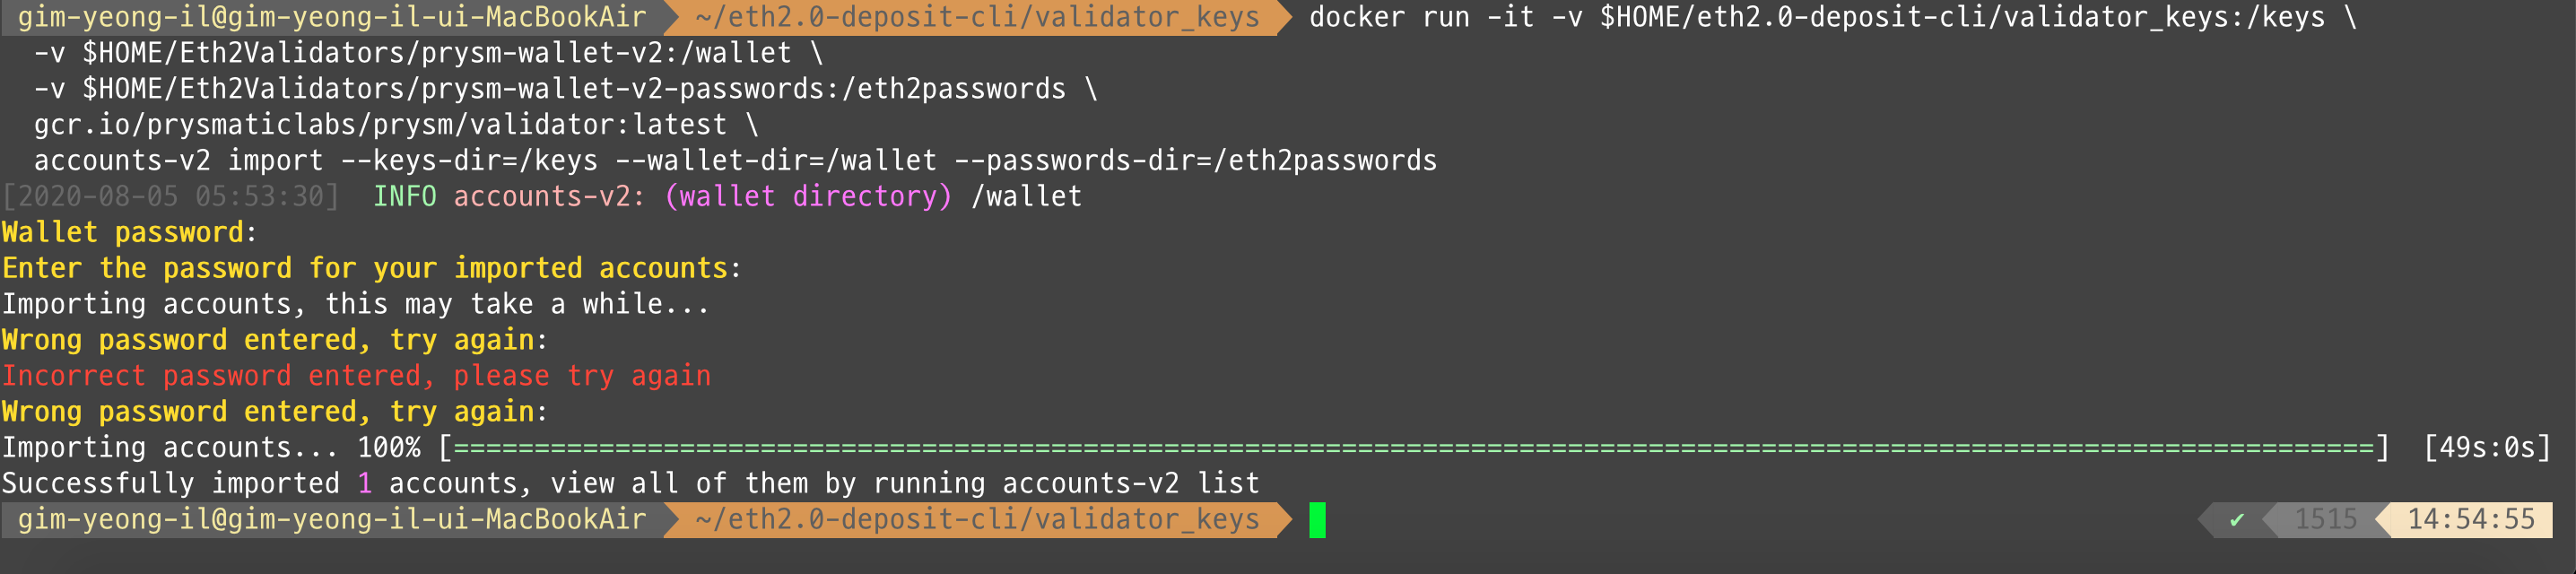 gim-yeong-il@gim-yeong-il-ui-MacBookAir ~/eth2.0-deposit-cli/validator_keys docker run -it -v $HOME/eth2.0-deposit-cli/validator_keys:/keys \
-v $HOME/Eth2Validators/prysm-wallet-v2:/wallet \
-v $HOME/Eth2Validators/prysm-wallet-v2-passwords:/eth2passwords \
gcr.io/prysmaticlabs/prysm/validator:latest \
accounts-v2 import --keys-dir=/keys --wallet-dir=/wallet --passwords-dir=/eth2passwords
[2020-08-05 05:53:30] INFO accounts-v2: (wallet directory) /wallet
Wallet password:
Enter the password for your imported accounts:
Importing accounts, this may take a while...
Wrong password entered, try again:
Incorrect password entered, please try again
Wrong password entered, try again:
Importing accounts... 100% [=======================================================================================================================] [49s:0s]
Successfully imported 1 accounts, view all of them by running accounts-v2 list
gim-yeong-il@gim-yeong-il-ui-MacBookAir ~/eth2.0-deposit-cli/validator_keys ✔ 1515 14:54:55